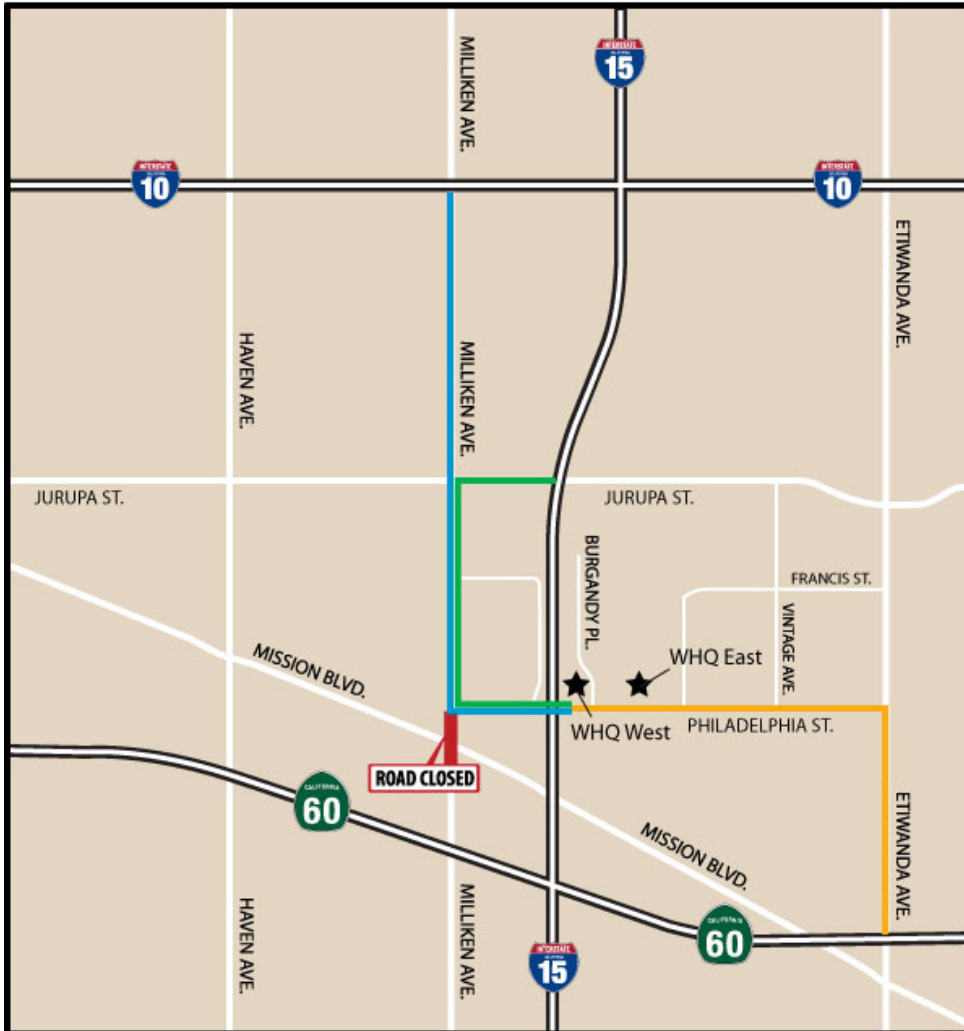 MILLIKEN AVE.
INTERSTATE
15
INTERSTATE
10
INTERSTATE
10
ETIWANDA AVE.
HAVEN AVE.
MILLIKEN AVE.
JURUPA ST.
JURUPA ST.
BURGANDY PL.
FRANCIS ST.
VINTAGE AVE.
MISSION BLVD.
WHQ East
WHQ West
PHILADELPHIA ST.
ROAD CLOSED
CALIFORNIA
60
MISSION BLVD.
ETIWANDA AVE.
HAVEN AVE.
MILLIKEN AVE.
CALIFORNIA
60
INTERSTATE
15